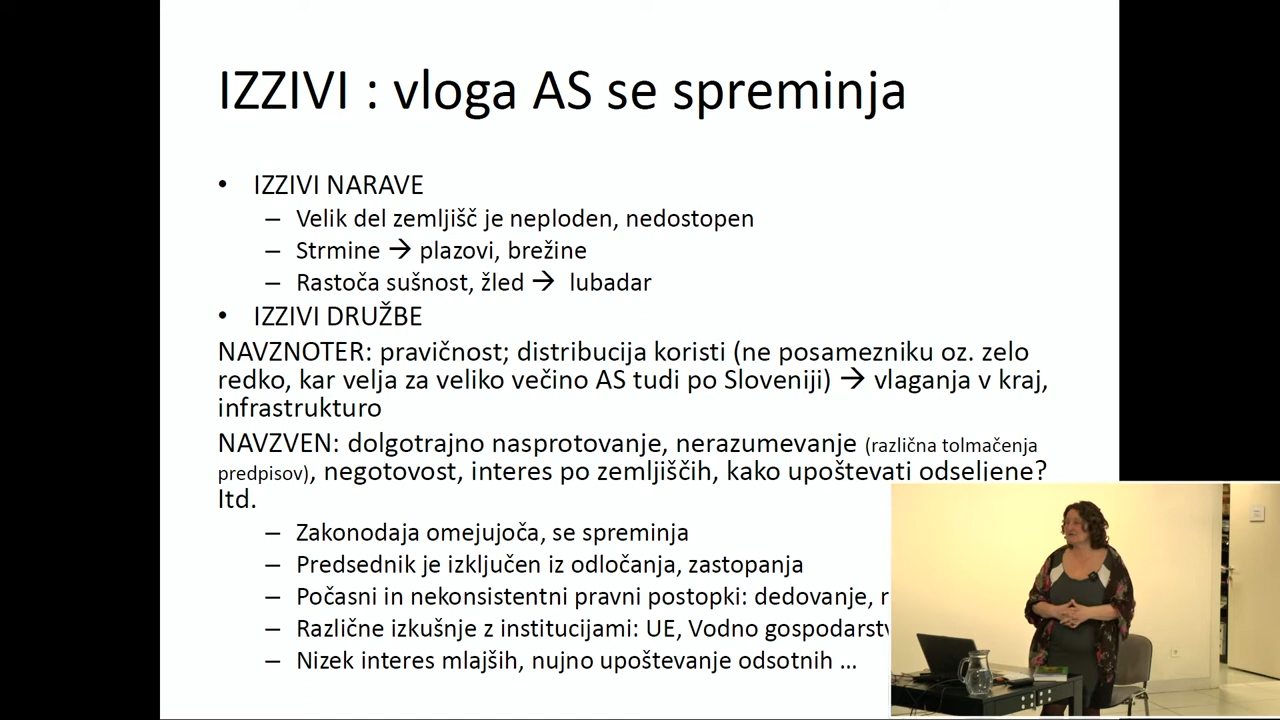 IZZIVI : vloga AS se spreminja
• IZZIVI NARAVE
– Velik del zemljišč je neploden, nedostopen
– Strmine → plazovi, brežine
– Rastoča sušnost, žled → lubadar
• IZZIVI DRUŽBE
NAVZNOTER: pravičnost; distribucija koristi (ne posamezniku oz. zelo
redko, kar velja za veliko večino AS tudi po Sloveniji) → vlaganja v kraj,
infrastrukturo
NAVZVEN: dolgotrajno nasprotovanje, nerazumevanje (različna tolmačenja
predpisov), negotovost, interes po zemljiščih, kako upoštevati odseljene?
Itd.
– Zakonodaja omejujoča, se spreminja
– Predsednik je izključen iz odločanja, zastopanja
– Počasni in nekonsistentni pravni postopki: dedovanje,
– Različne izkušnje z institucijami: UE, Vodno
– Nizek interes mlajših, nujno upoštevanje odsotnih ...